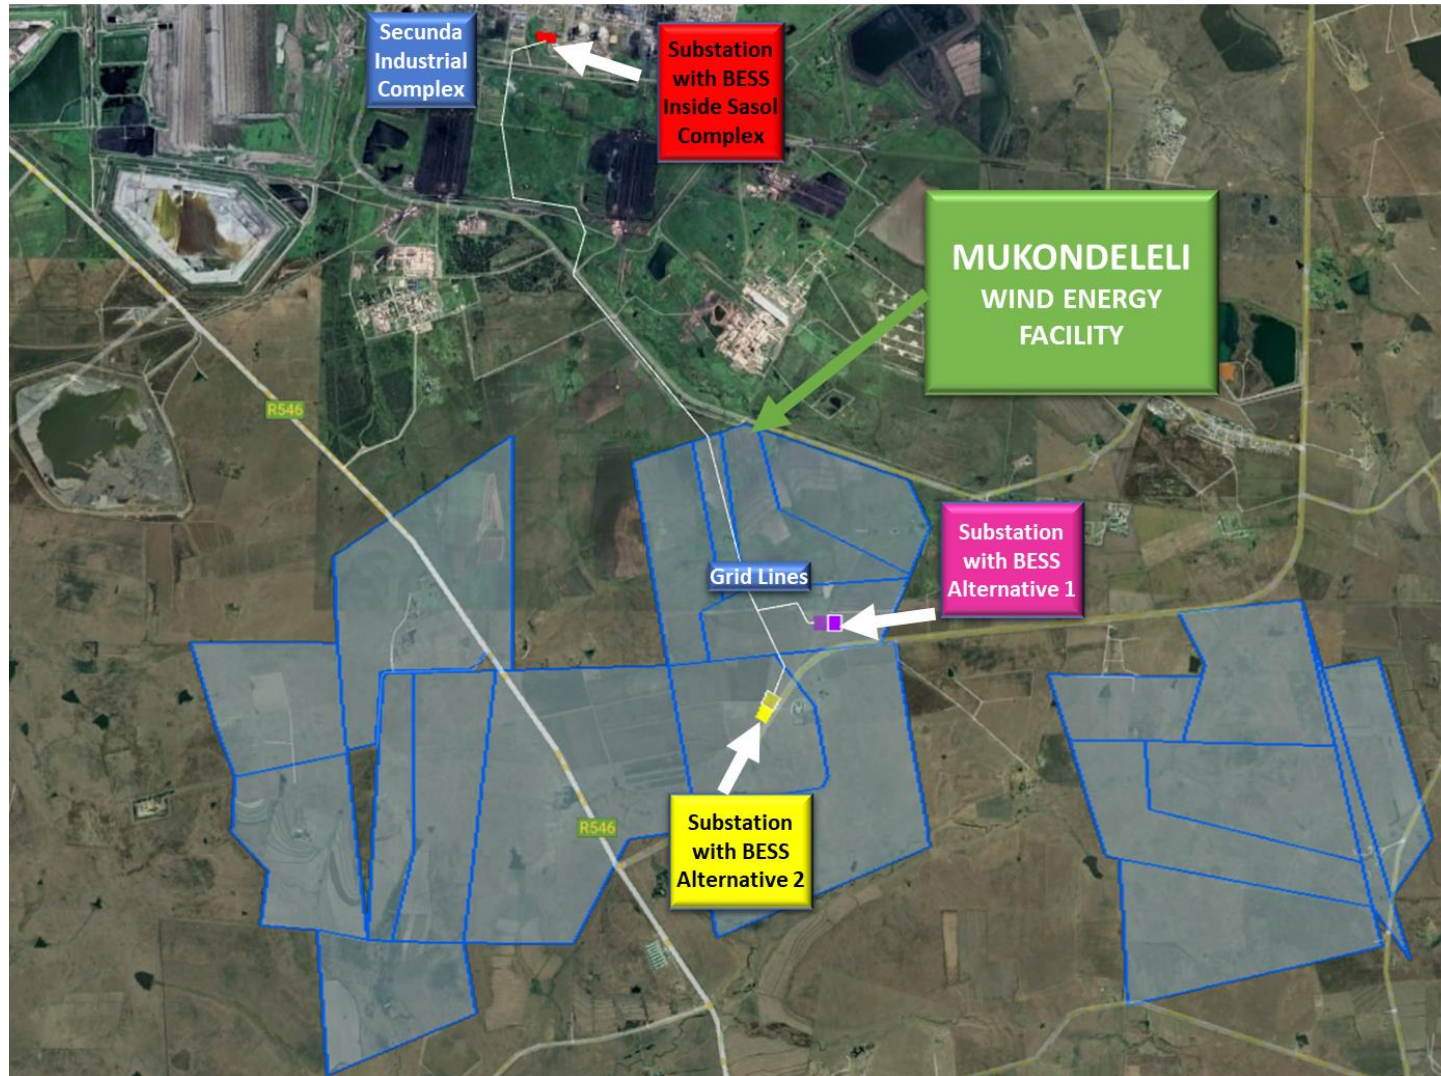 Secunda
Industrial
Complex
Substation
with BESS
Inside Sasol
Complex
MUKONDELELI
WIND ENERGY
FACILITY
R546
Substation
with BESS
Alternative 1
Grid Lines
R546
Substation
with BESS
Alternative 2